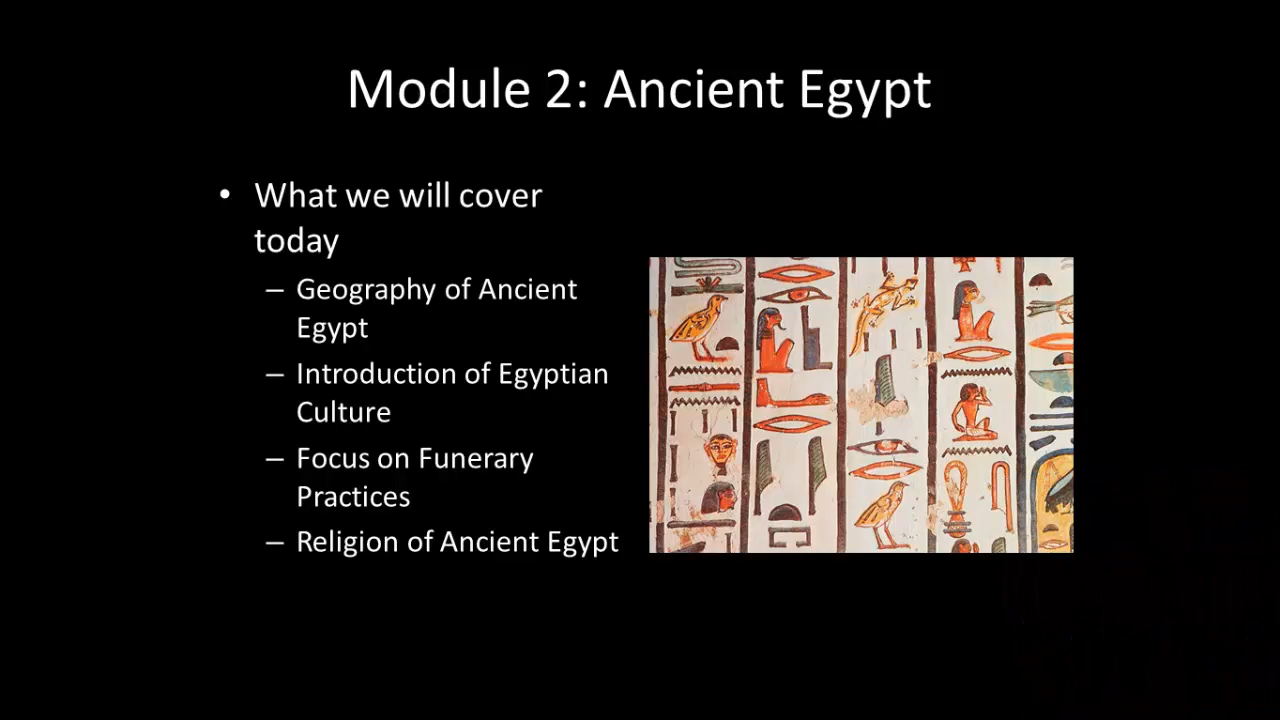 Module 2: Ancient Egypt
• What we will cover
today
– Geography of Ancient
Egypt
– Introduction of Egyptian
Culture
– Focus on Funerary
Practices
– Religion of Ancient Egypt